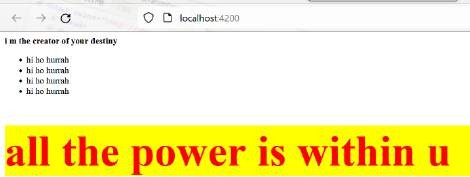 localhost:4200
i m the creator of your destiny
hi ho hurrah
hi ho hurrah
hi ho hurrah
hi ho hurrah
all the power is within u